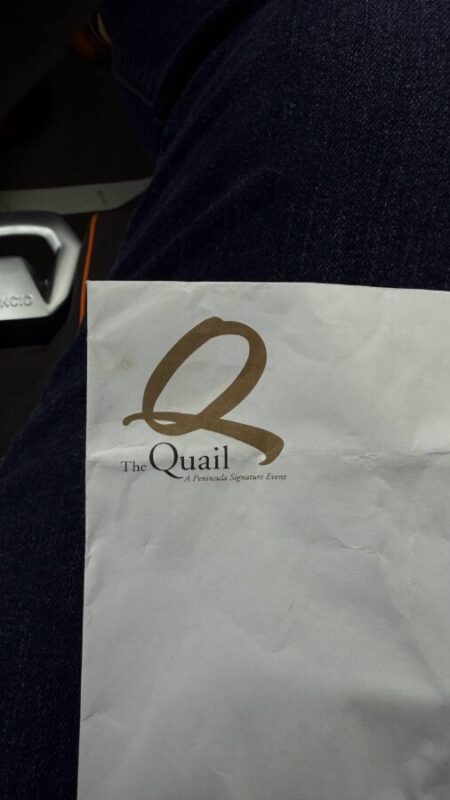 Q
The Quail
A Peninsula Signature Event